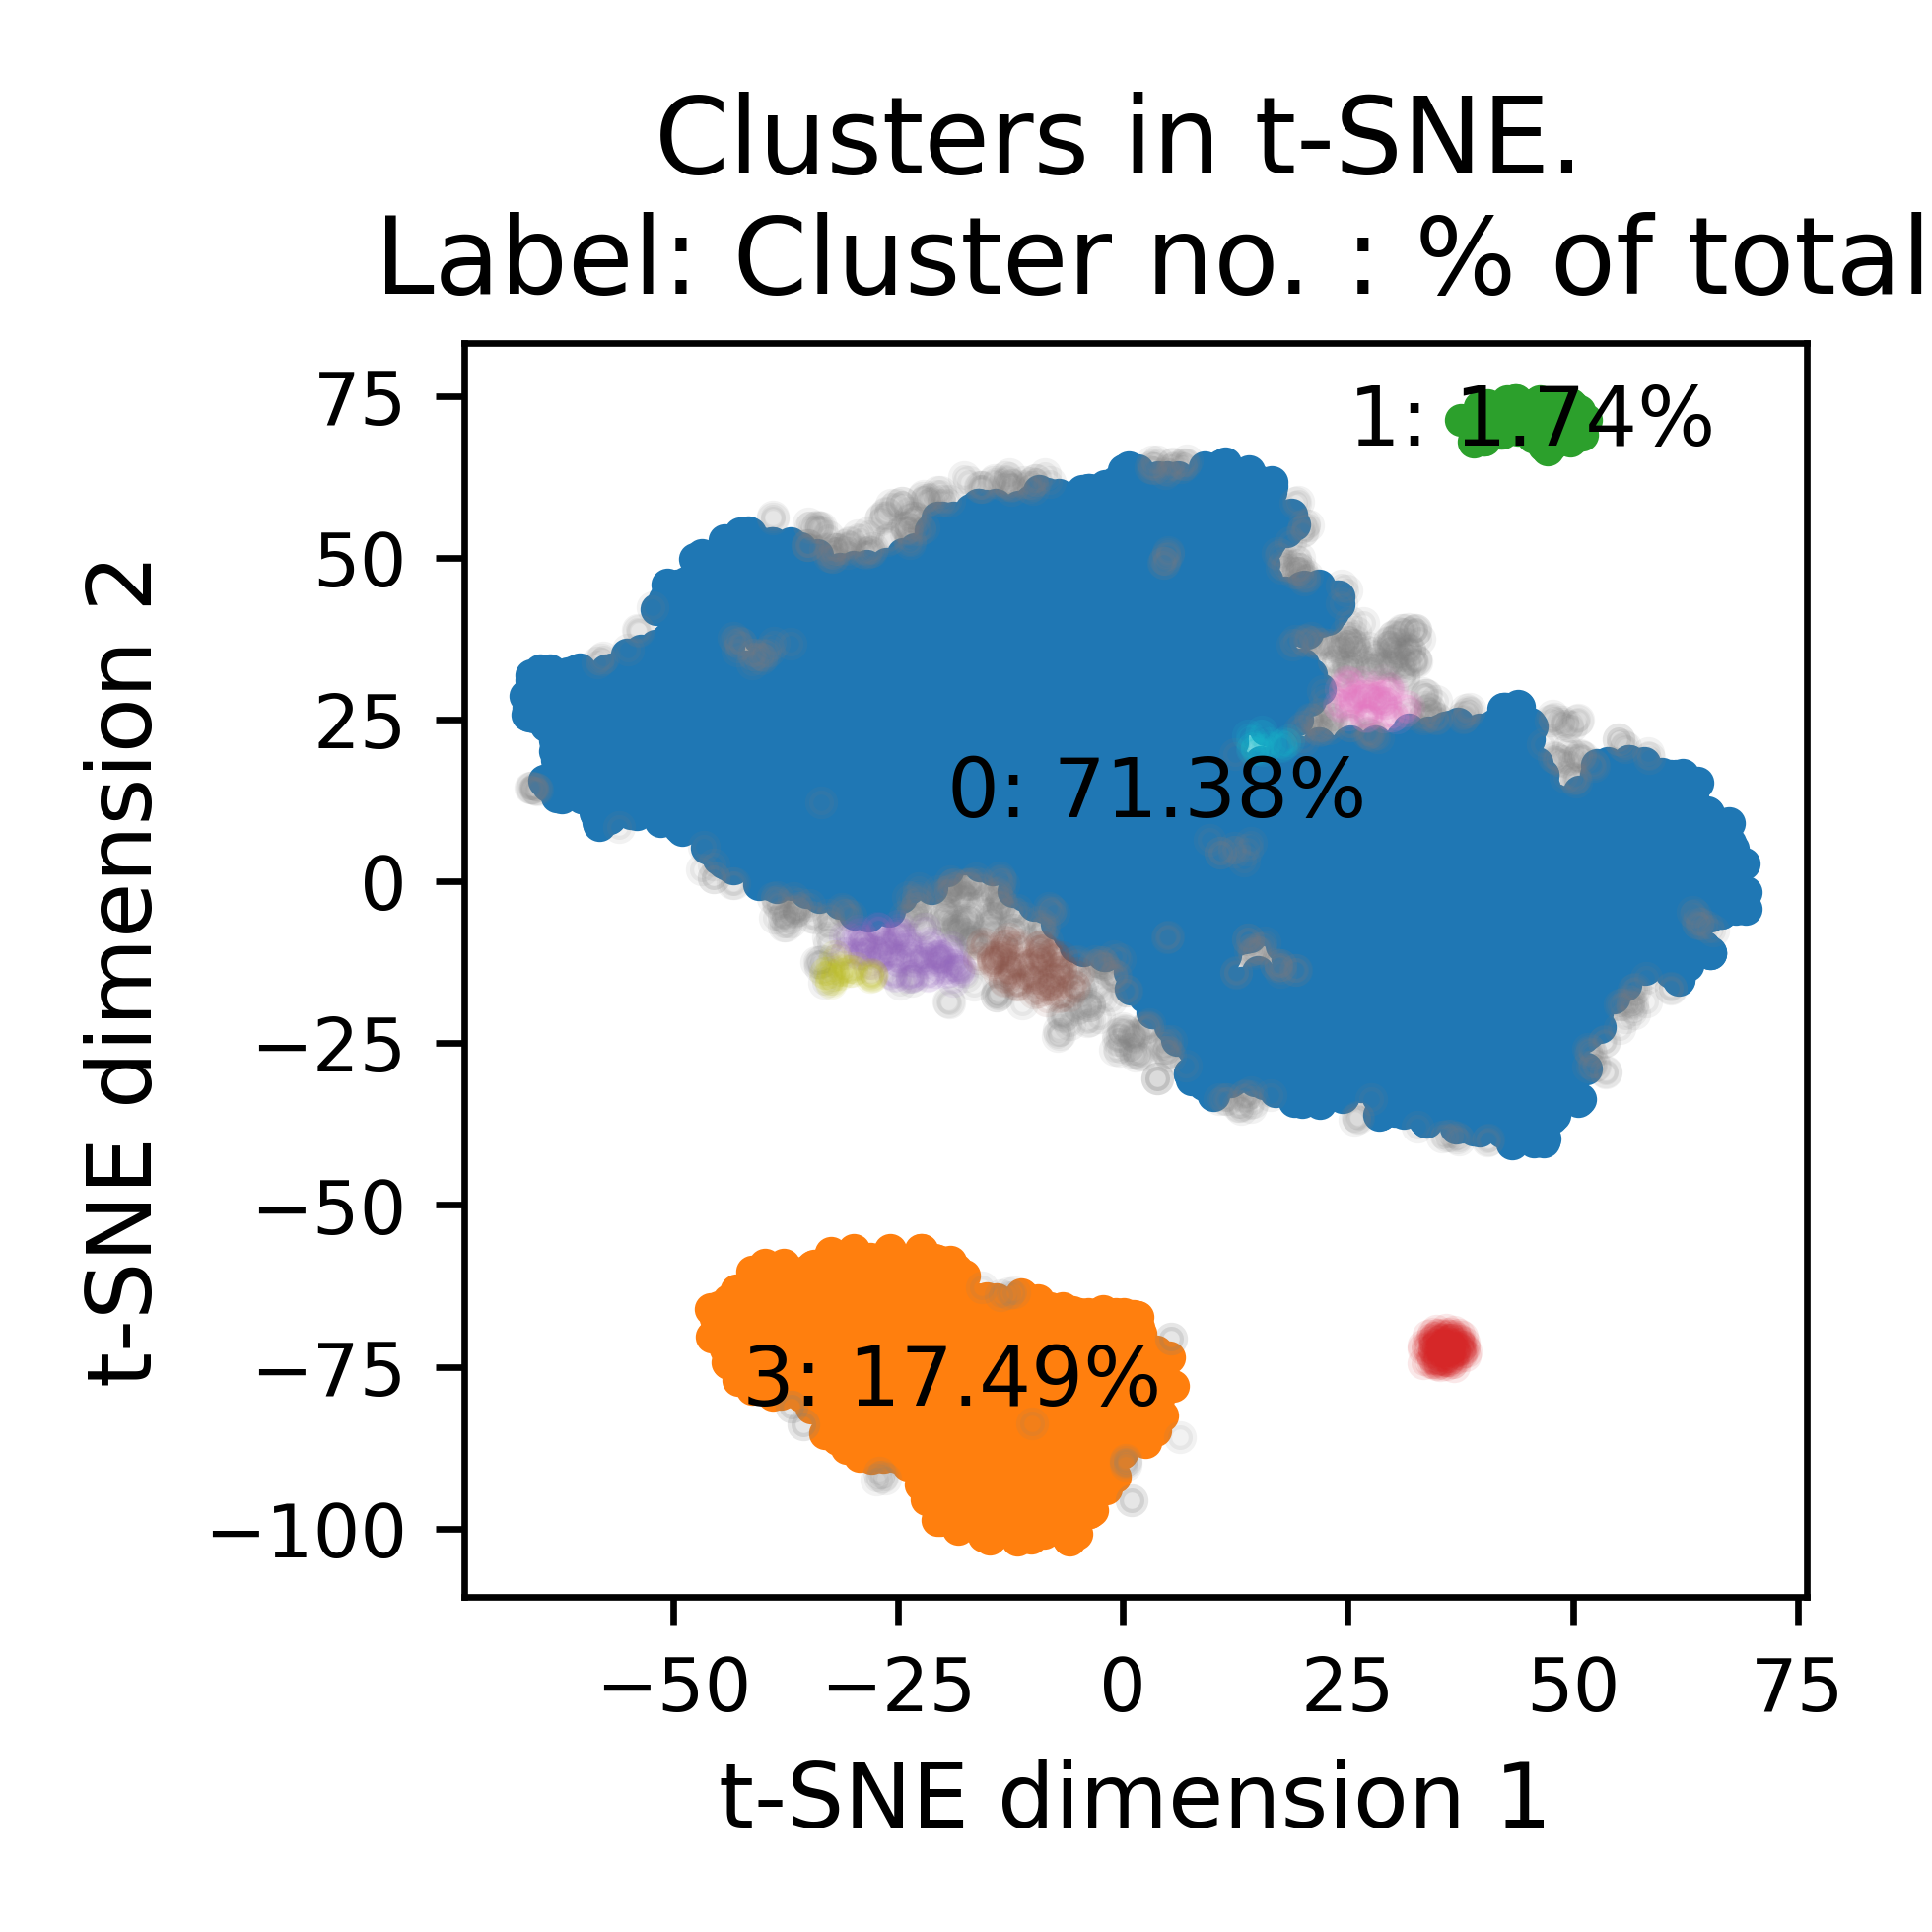 Clusters in t-SNE.
Label: Cluster no. : % of total
t-SNE dimension 2
75
50
25
0
−25
−50
−75
−100
1: 1.74%
0: 71.38%
3: 17.49%
−50 −25 0 25 50 75
t-SNE dimension 1